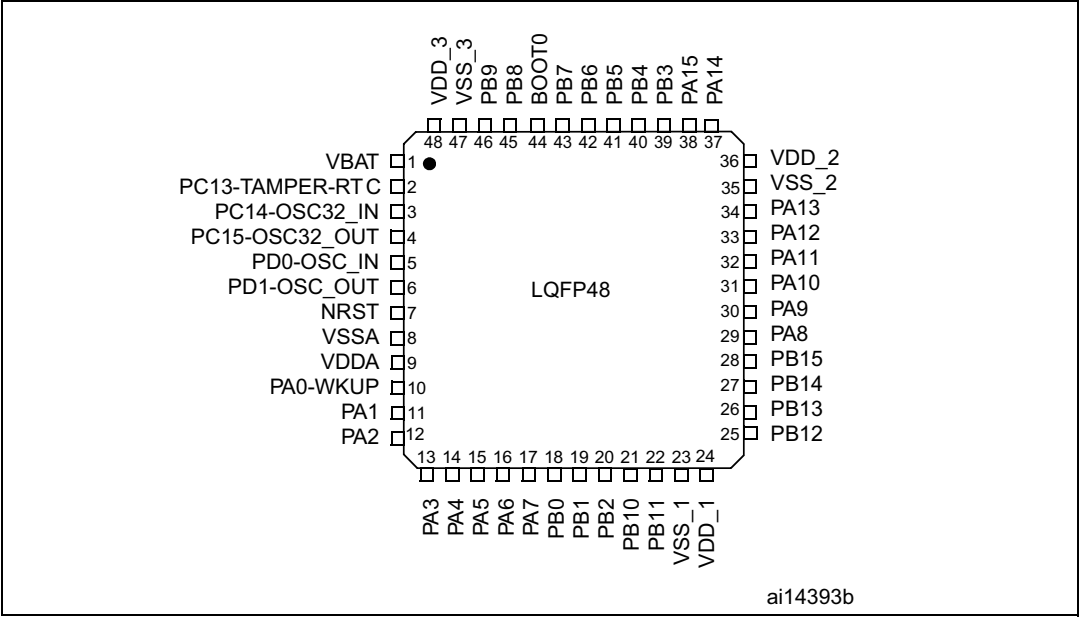 VDD_3
VSS_3
PB9
PB8
BOOT0
PB7
PB6
PB5
PB4
PB3
PA15
PA14
48 47 46 45 44 43 42 41 40 39 38 37
VBAT 1
PC13-TAMPER-RTC 2
PC14-OSC32_IN 3
PC15-OSC32_OUT 4
PD0-OSC_IN 5
PD1-OSC_OUT 6
NRST 7
VSSA 8
VDDA 9
PA0-WKUP 10
PA1 11
PA2 12
LQFP48
36 VDD_2
35 VSS_2
34 PA13
33 PA12
32 PA11
31 PA10
30 PA9
29 PA8
28 PB15
27 PB14
26 PB13
25 PB12
13 14 15 16 17 18 19 20 21 22 23 24
PA3
PA4
PA5
PA6
PA7
PB0
PB1
PB2
PB10
PB11
VSS_1
VDD_1
ai14393b